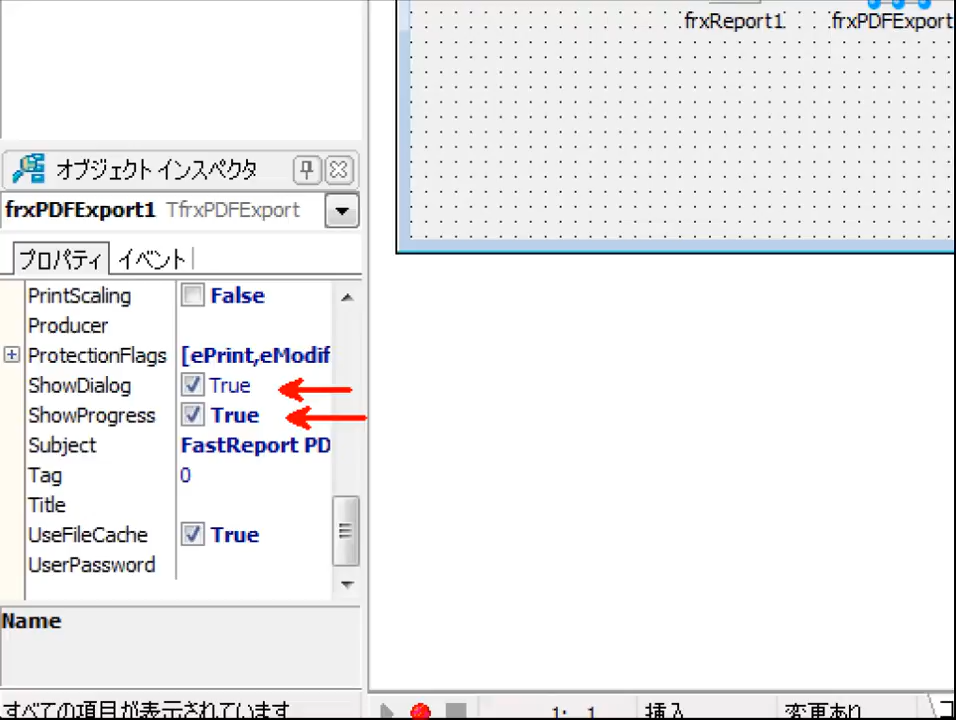 frxReport1 frxPDFExport
オブジェクト インスペクタ
frxPDFExport1 TfrxPDFExport
プロパティ イベント
PrintScaling False
Producer
ProtectionFlags [ePrint,eModif
ShowDialog True
ShowProgress True
Subject FastReport PD
Tag 0
Title
UseFileCache True
UserPassword
Name
すべての項目が表示されています
1: 1 挿入 変更あり